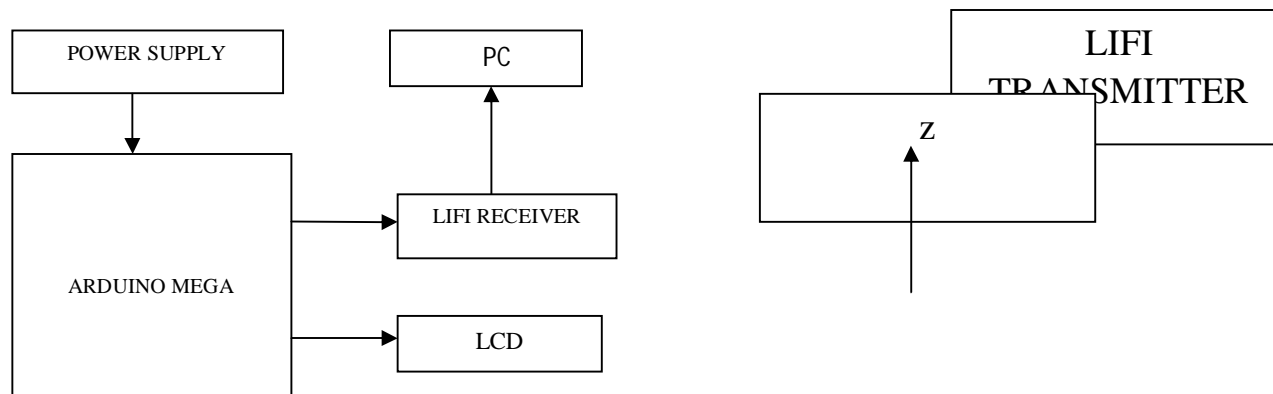 POWER SUPPLY
PC
LIFI RECEIVER
ARDUINO MEGA
LCD
LIFI
TRANSMITTER
Z